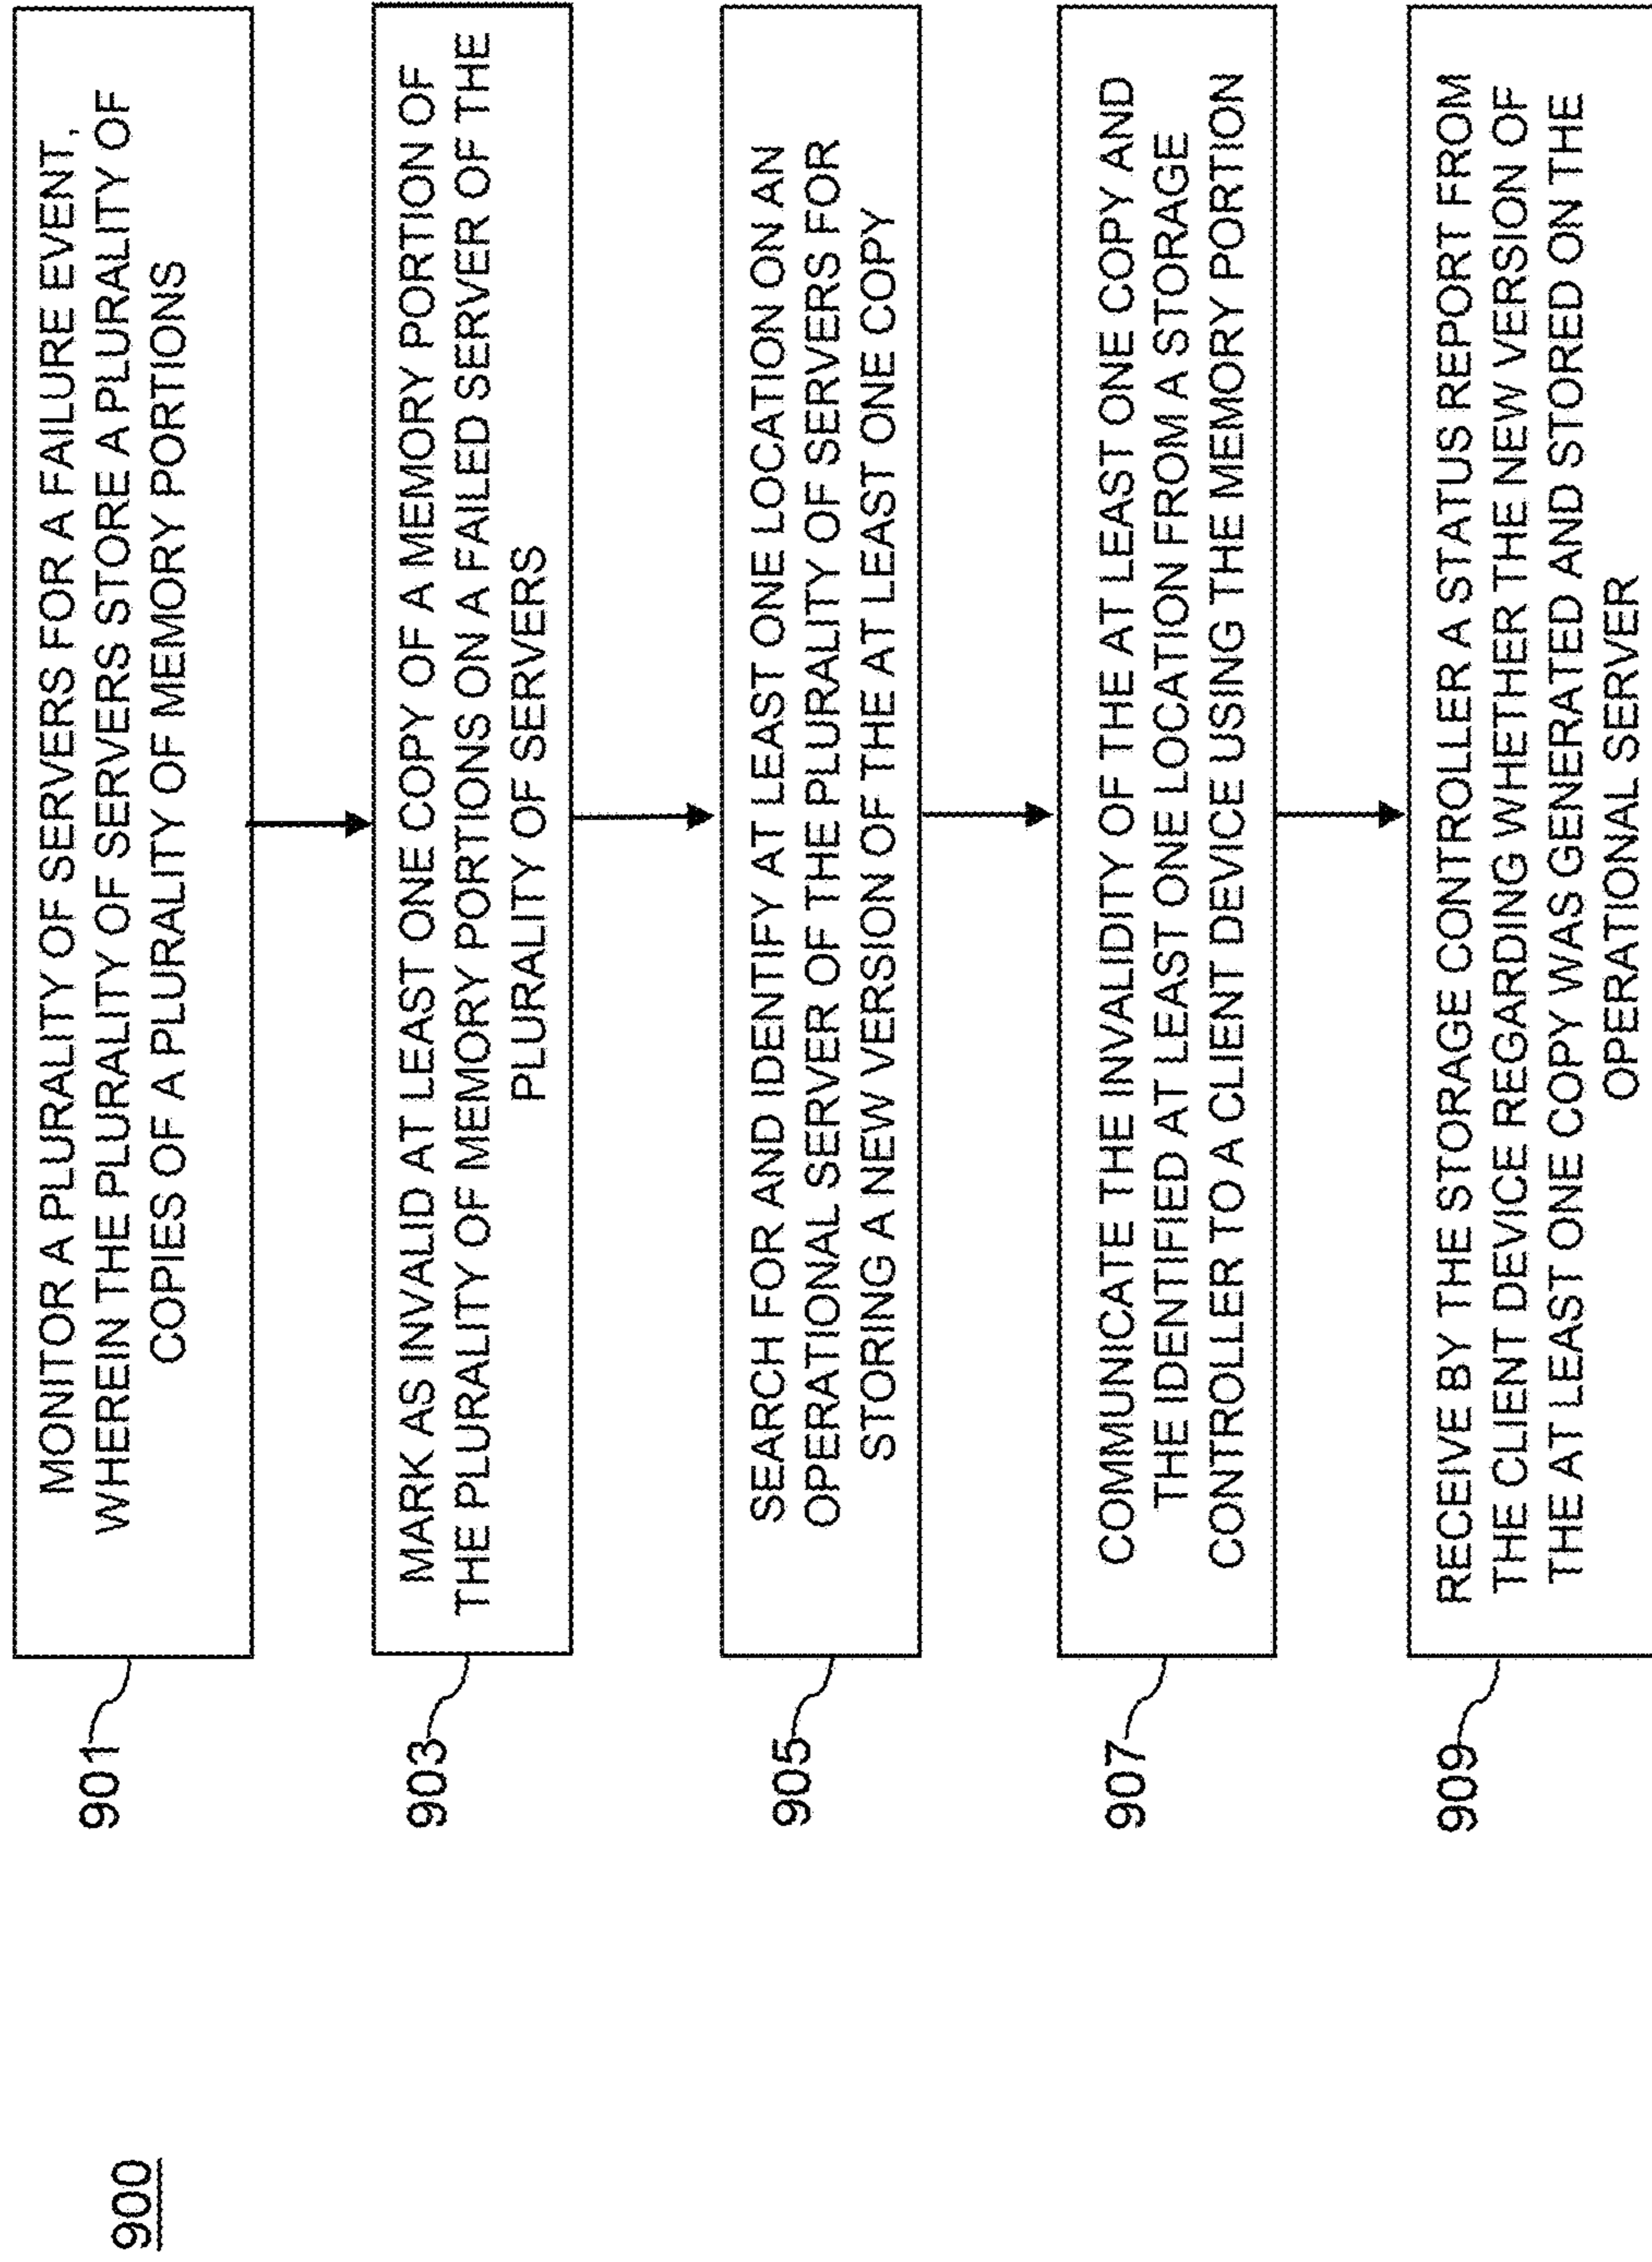 900
901
MONITOR A PLURALITY OF SERVERS FOR A FAILURE EVENT,
WHEREIN THE PLURALITY OF SERVERS STORE A PLURALITY OF
COPIES OF A PLURALITY OF MEMORY PORTIONS
903
MARK AS INVALID AT LEAST ONE COPY OF A MEMORY PORTION OF
THE PLURALITY OF MEMORY PORTIONS ON A FAILED SERVER OF THE
PLURALITY OF SERVERS
905
SEARCH FOR AND IDENTIFY AT LEAST ONE LOCATION ON AN
OPERATIONAL SERVER OF THE PLURALITY OF SERVERS FOR
STORING A NEW VERSION OF THE AT LEAST ONE COPY
907
COMMUNICATE THE INVALIDITY OF THE AT LEAST ONE COPY AND
THE IDENTIFIED AT LEAST ONE LOCATION FROM A STORAGE
CONTROLLER TO A CLIENT DEVICE USING THE MEMORY PORTION
909
RECEIVE BY THE STORAGE CONTROLLER A STATUS REPORT FROM
THE CLIENT DEVICE REGARDING WHETHER THE NEW VERSION OF
THE AT LEAST ONE COPY WAS GENERATED AND STORED ON THE
OPERATIONAL SERVER